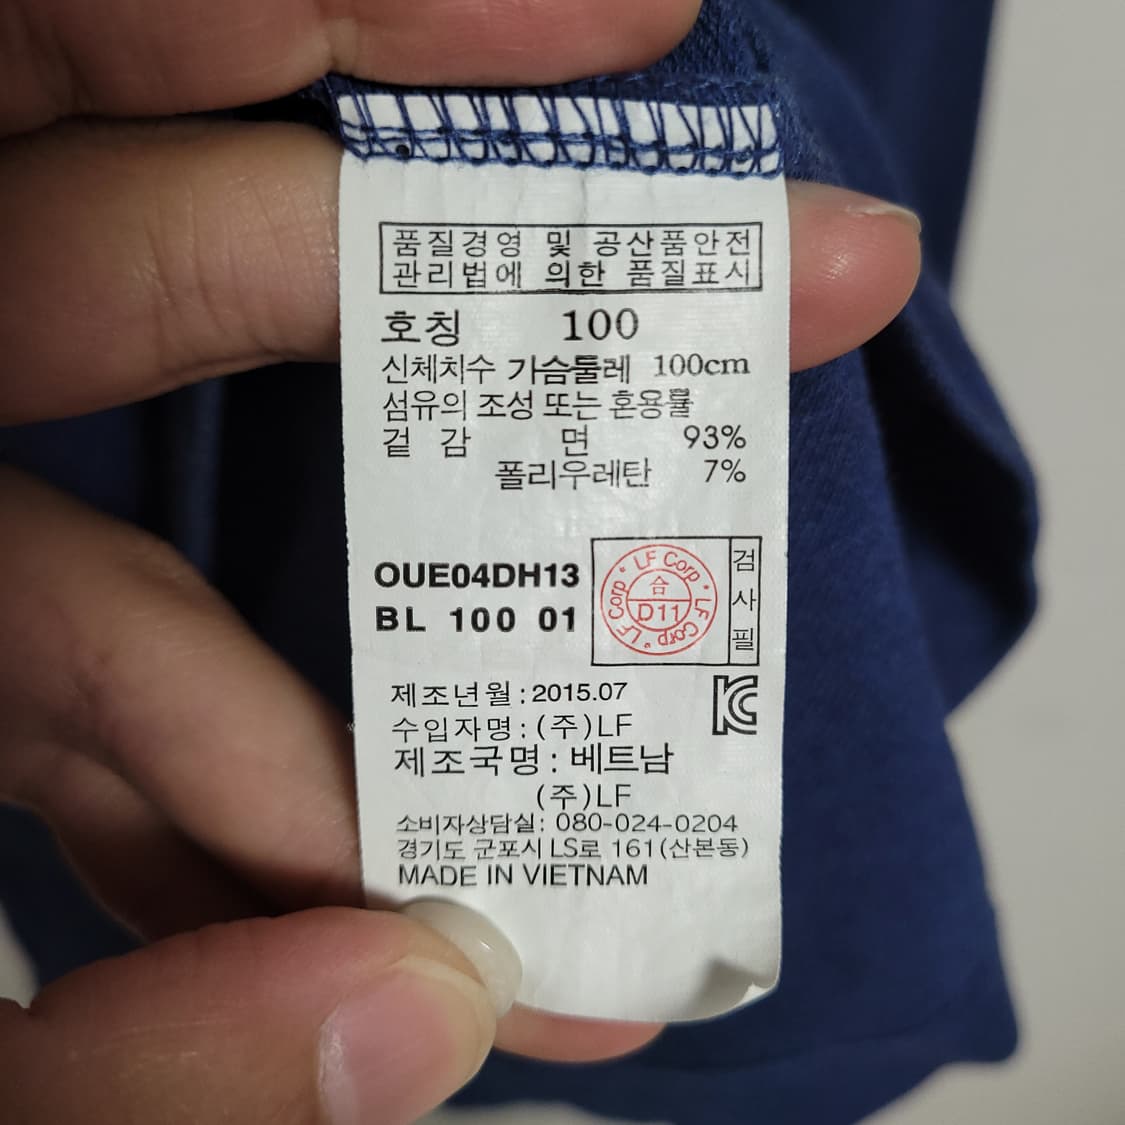 품질경영 및 공산품안전
관리법에 의한 품질표시
호칭 100
신체치수 가슴둘레 100cm
섬유의 조성 또는 혼용률
겉 감 면 93%
폴리우레탄 7%
OUE04DH13
BL 100 01
LF Corp * LF Corp * LF Corp *
合
D11
검
사
필
제조년월:2015.07
KC
수입자명:(주)LF
제조국명:베트남
(주)LF
소비자상담실: 080-024-0204
경기도 군포시 LS로 161(산본동)
MADE IN VIETNAM